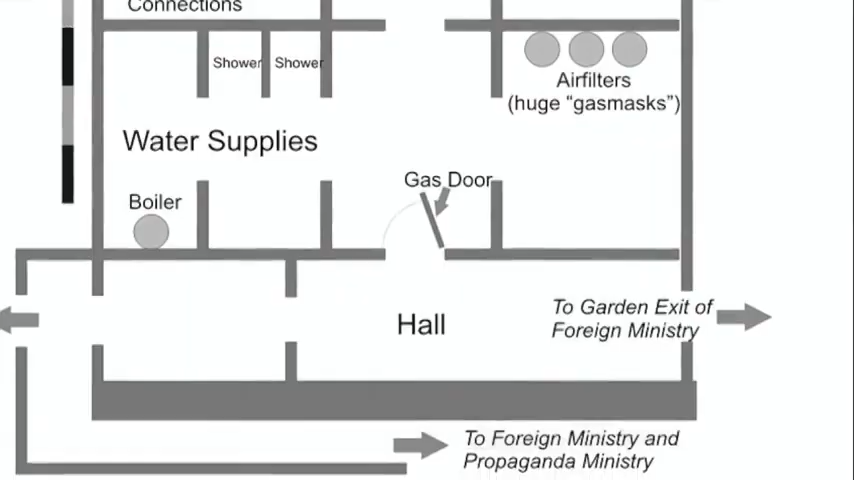 Connections
Shower Shower
Airfilters
(huge “gasmasks”)
Water Supplies
Gas Door
Boiler
To Garden Exit of
Foreign Ministry
Hall
To Foreign Ministry and
Propaganda Ministry